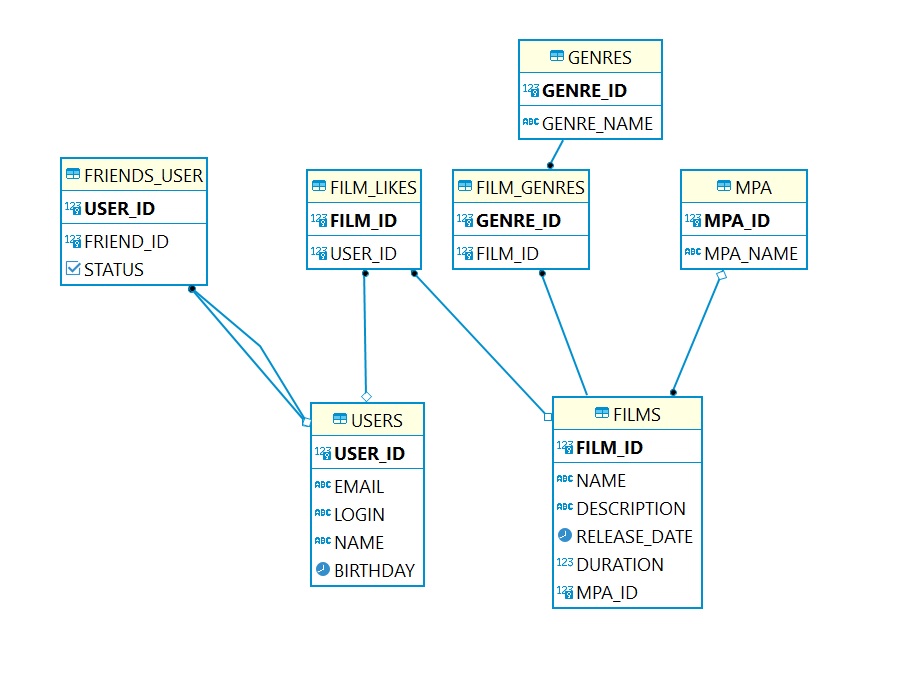 GENRES
123 GENRE_ID
ABC GENRE_NAME
FRIENDS_USER
123 USER_ID
123 FRIEND_ID
STATUS
FILM_LIKES
123 FILM_ID
123 USER_ID
FILM_GENRES
123 GENRE_ID
123 FILM_ID
MPA
123 MPA_ID
ABC MPA_NAME
USERS
123 USER_ID
ABC EMAIL
ABC LOGIN
ABC NAME
BIRTHDAY
FILMS
123 FILM_ID
ABC NAME
ABC DESCRIPTION
RELEASE_DATE
123 DURATION
123 MPA_ID